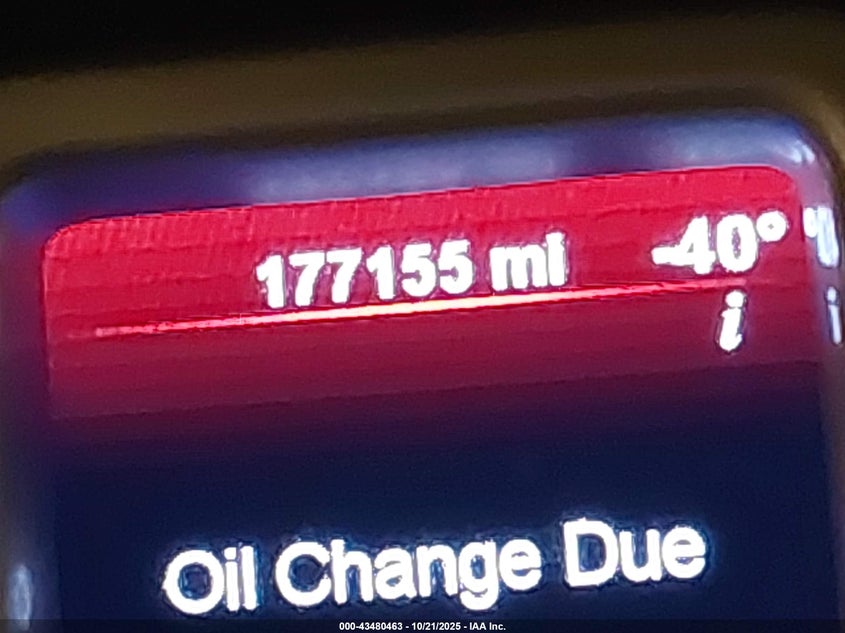 177155 mi -40°
i
Oil Change Due
000-43480463 - 10/21/2025 - IAA Inc.